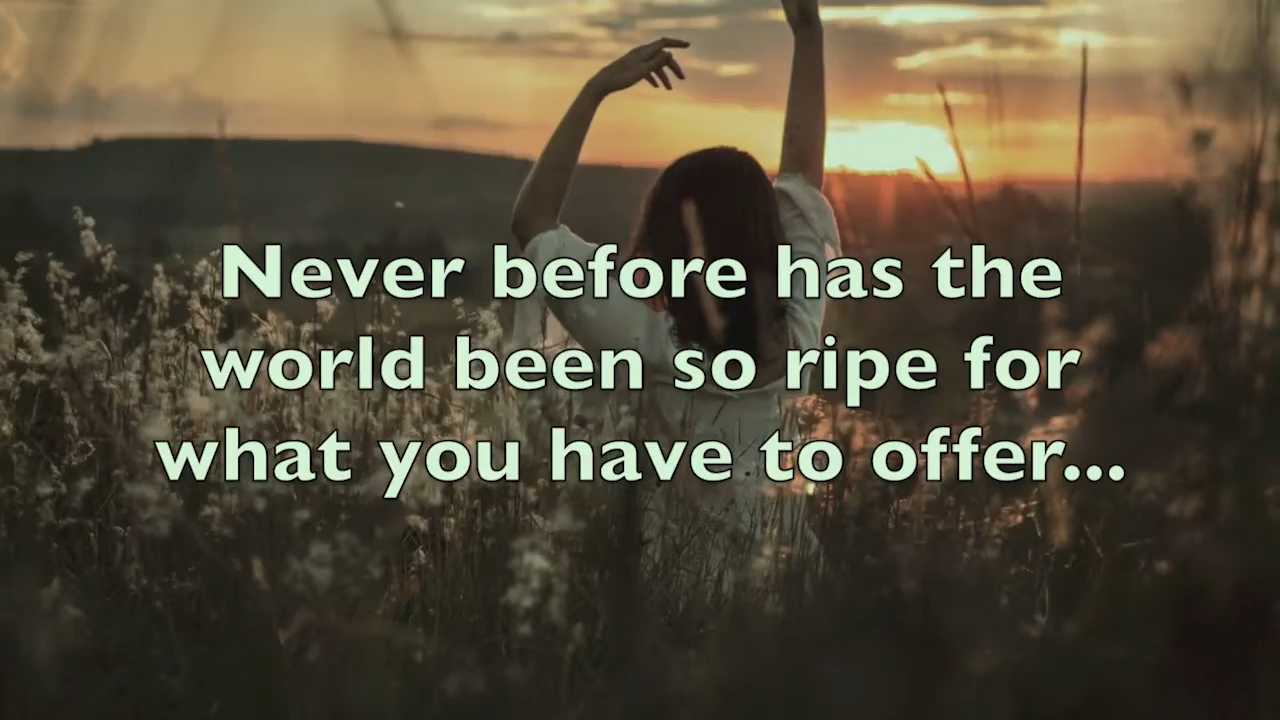 Never before has the
world been so ripe for
what you have to offer...